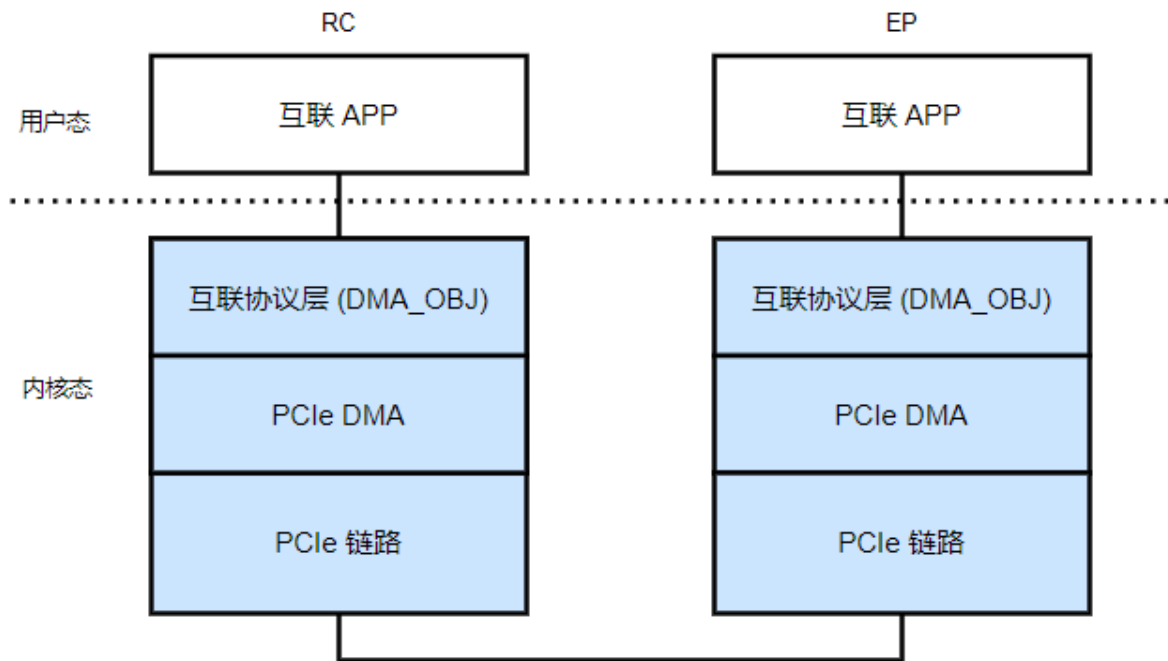 RC
EP
用户态
互联 APP
互联 APP
互联协议层 (DMA_OBJ)
互联协议层 (DMA_OBJ)
内核态
PCIe DMA
PCIe DMA
PCIe 链路
PCIe 链路